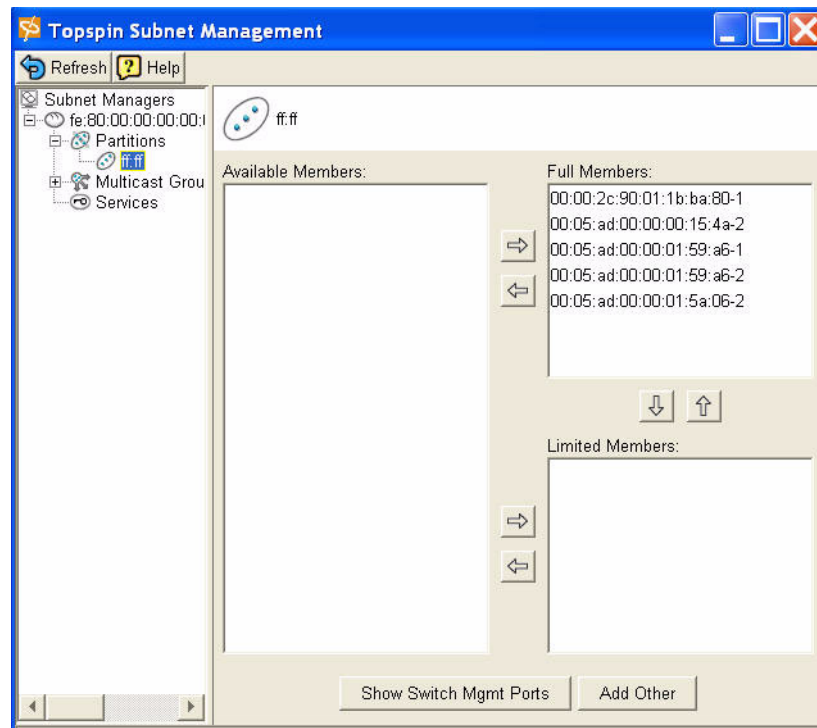 Topspin Subnet Management
Refresh
Help
Subnet Managers
fe:80:00:00:00:00:
Partitions
ff:ff
Multicast Grou
Services
ff:ff
Available Members:
Full Members:
00:00:2c:90:01:1b:ba:80-1
00:05:ad:00:00:00:15:4a-2
00:05:ad:00:00:01:59:a6-1
00:05:ad:00:00:01:59:a6-2
00:05:ad:00:00:01:5a:06-2
Limited Members:
Show Switch Mgmt Ports
Add Other